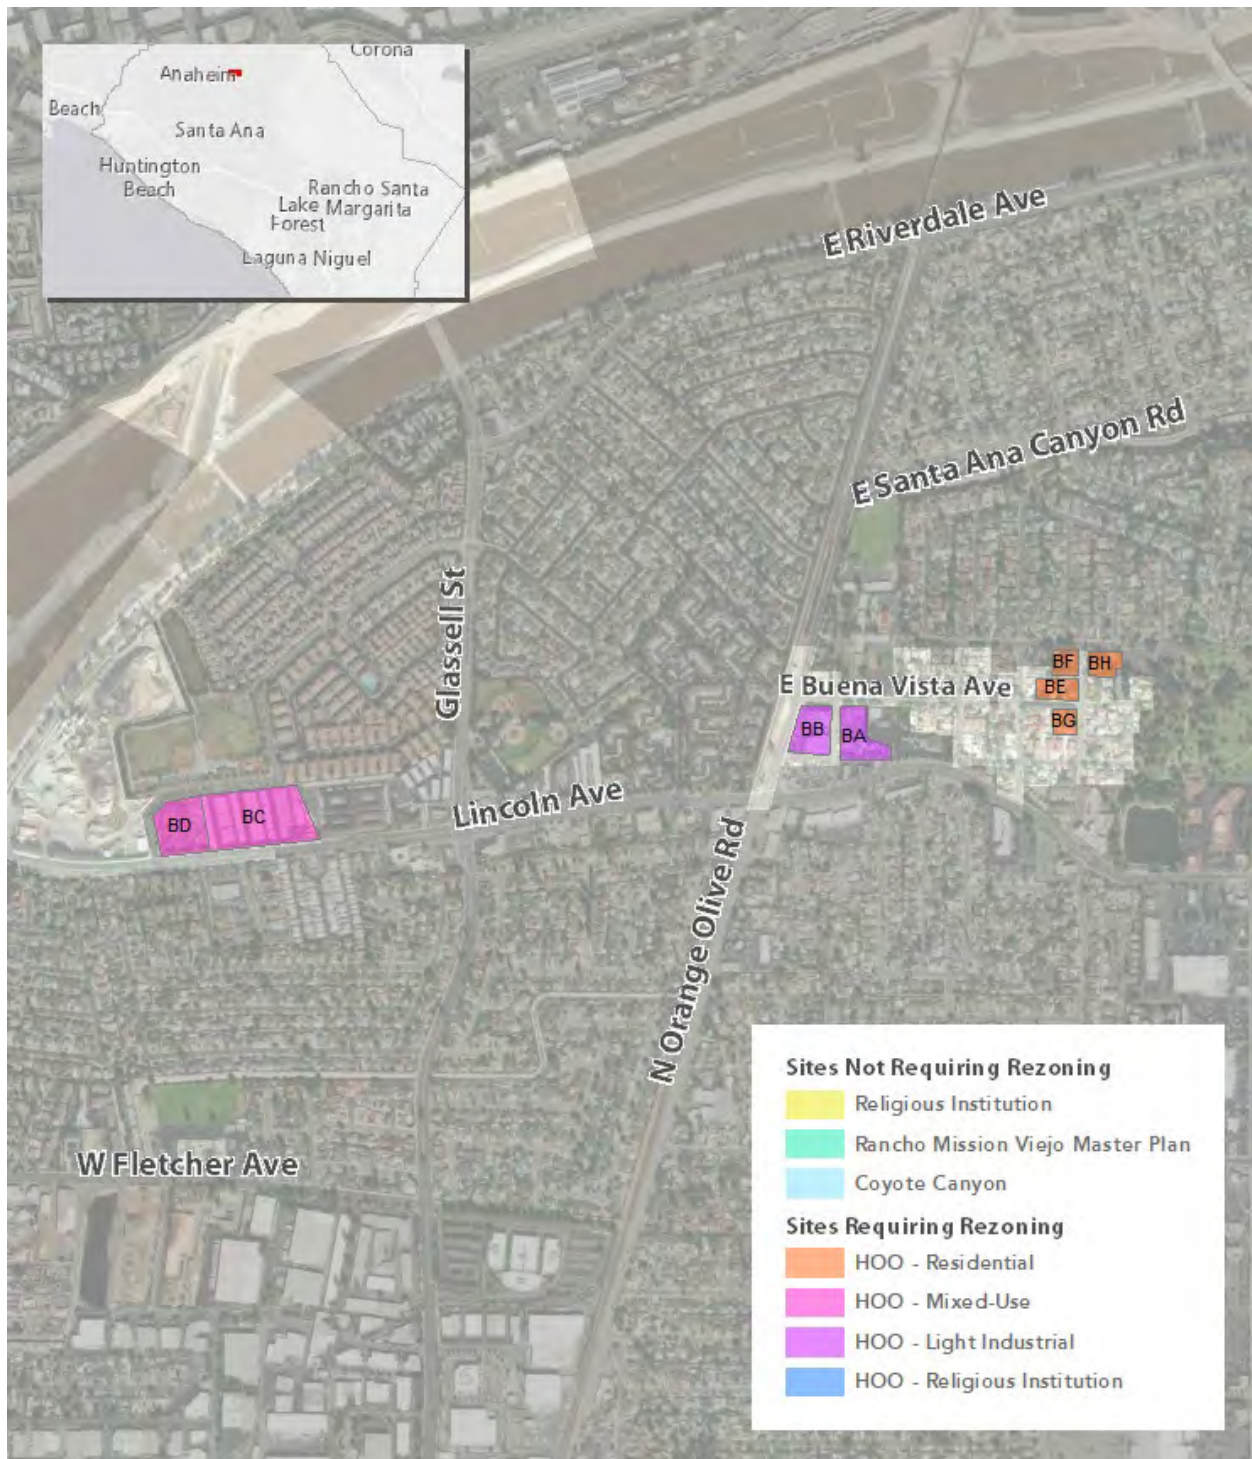 Corona
Anaheim
Beach
Santa Ana
Huntington
Beach
Rancho Santa
Lake Margarita
Forest
Laguna Niguel
E Riverdale Ave
E Santa Ana Canyon Rd
Glassell St
BF
BH
E Buena Vista Ave
BE
BG
BB
BA
Lincoln Ave
BD
BC
N Orange Olive Rd
W Fletcher Ave
Sites Not Requiring Rezoning
Religious Institution
Rancho Mission Viejo Master Plan
Coyote Canyon
Sites Requiring Rezoning
HOO - Residential
HOO - Mixed-Use
HOO - Light Industrial
HOO - Religious Institution